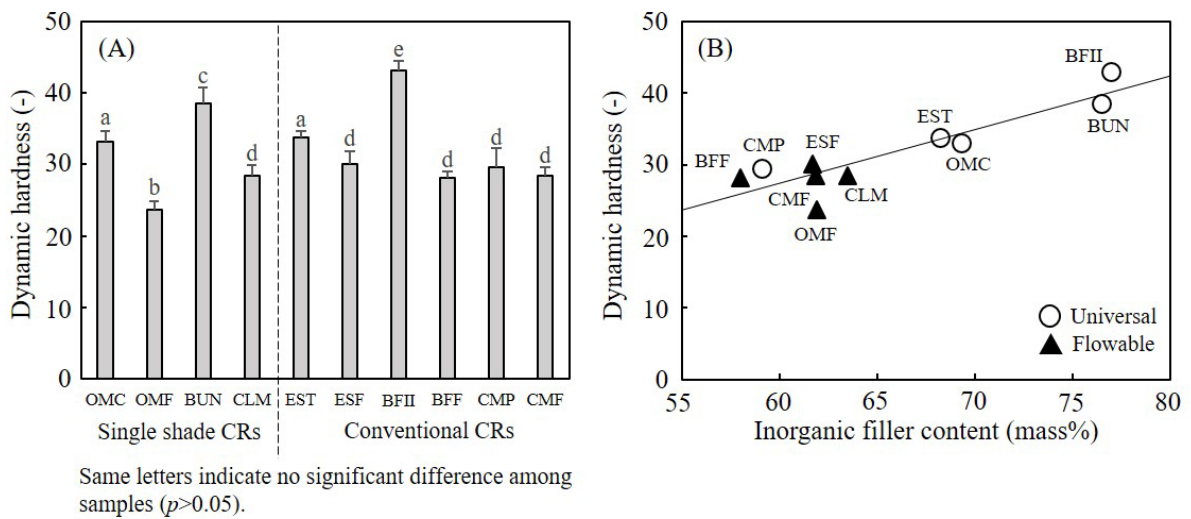 (A)
Dynamic hardness (-)
50
40
30
20
10
0
a
b
c
d
a
d
e
d
d
d
OMC OMF BUN CLM EST ESF BFII BFF CMP CMF
Single shade CRs Conventional CRs
Same letters indicate no significant difference among
samples (p>0.05).
(B)
Dynamic hardness (-)
50
40
30
20
10
0
BFII
BUN
EST
OMC
ESF
CMP
BFF
CMF
CLM
OMF
Universal
Flowable
55 60 65 70 75 80
Inorganic filler content (mass%)